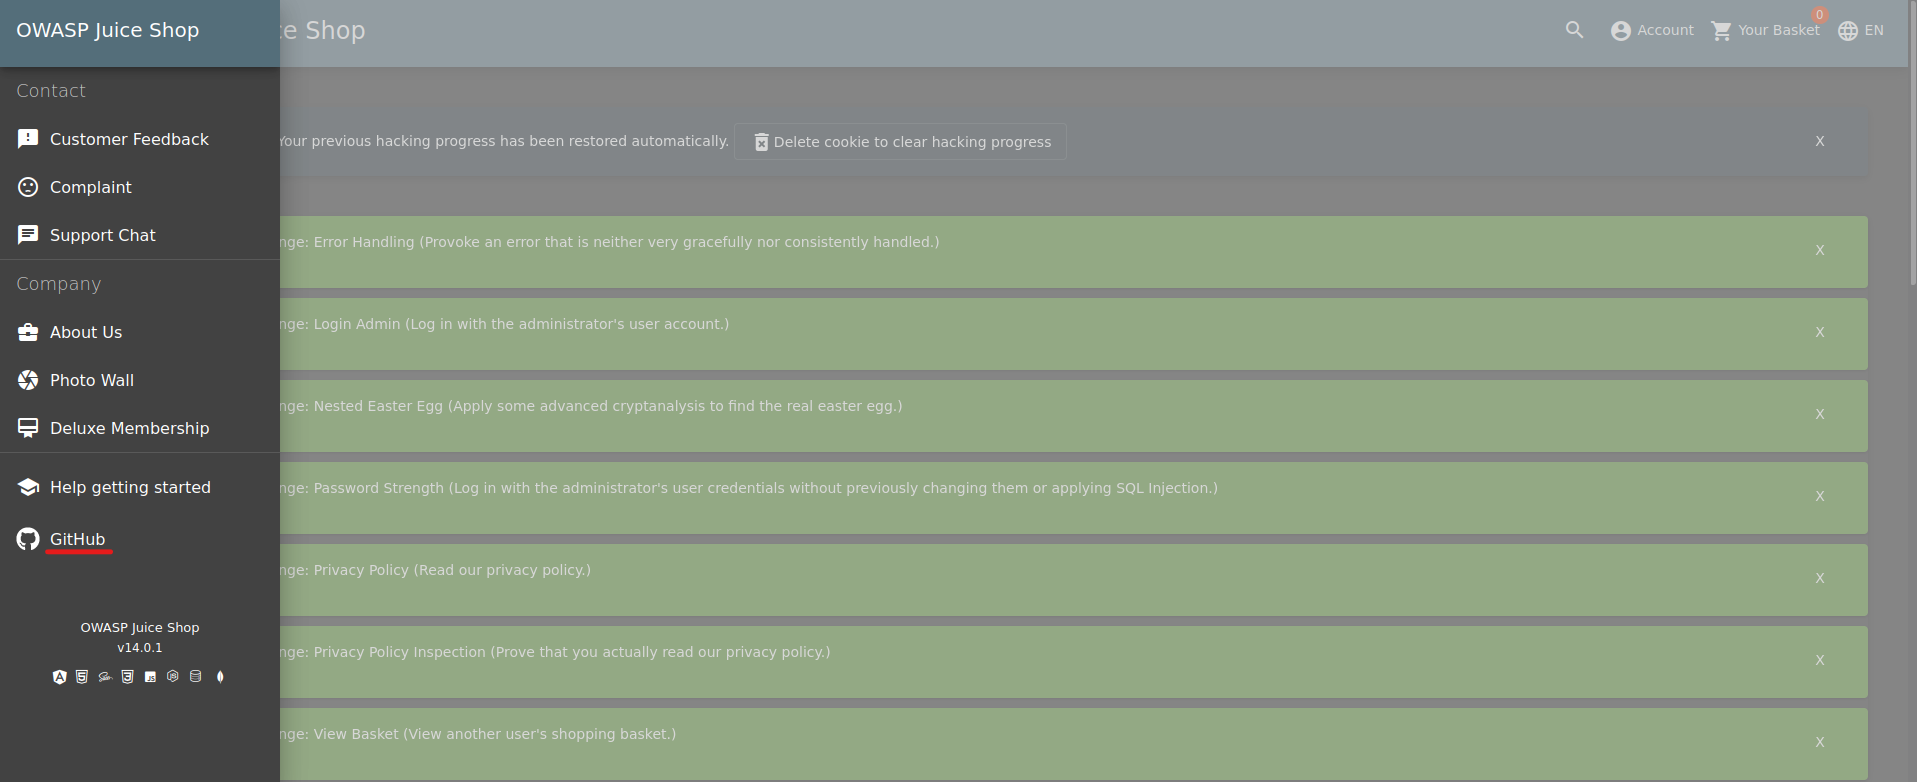 OWASP Juice Shop
ce Shop
Account
Your Basket
0
EN
Contact
Customer Feedback
Complaint
Support Chat
Company
About Us
Photo Wall
Deluxe Membership
Help getting started
GitHub
OWASP Juice Shop
v14.0.1
Your previous hacking progress has been restored automatically. Delete cookie to clear hacking progress X
nge: Error Handling (Provoke an error that is neither very gracefully nor consistently handled.) X
nge: Login Admin (Log in with the administrator's user account.) X
nge: Nested Easter Egg (Apply some advanced cryptanalysis to find the real easter egg.) X
nge: Password Strength (Log in with the administrator's user credentials without previously changing them or applying SQL Injection.) X
nge: Privacy Policy (Read our privacy policy.) X
nge: Privacy Policy Inspection (Prove that you actually read our privacy policy.) X
nge: View Basket (View another user's shopping basket.) X